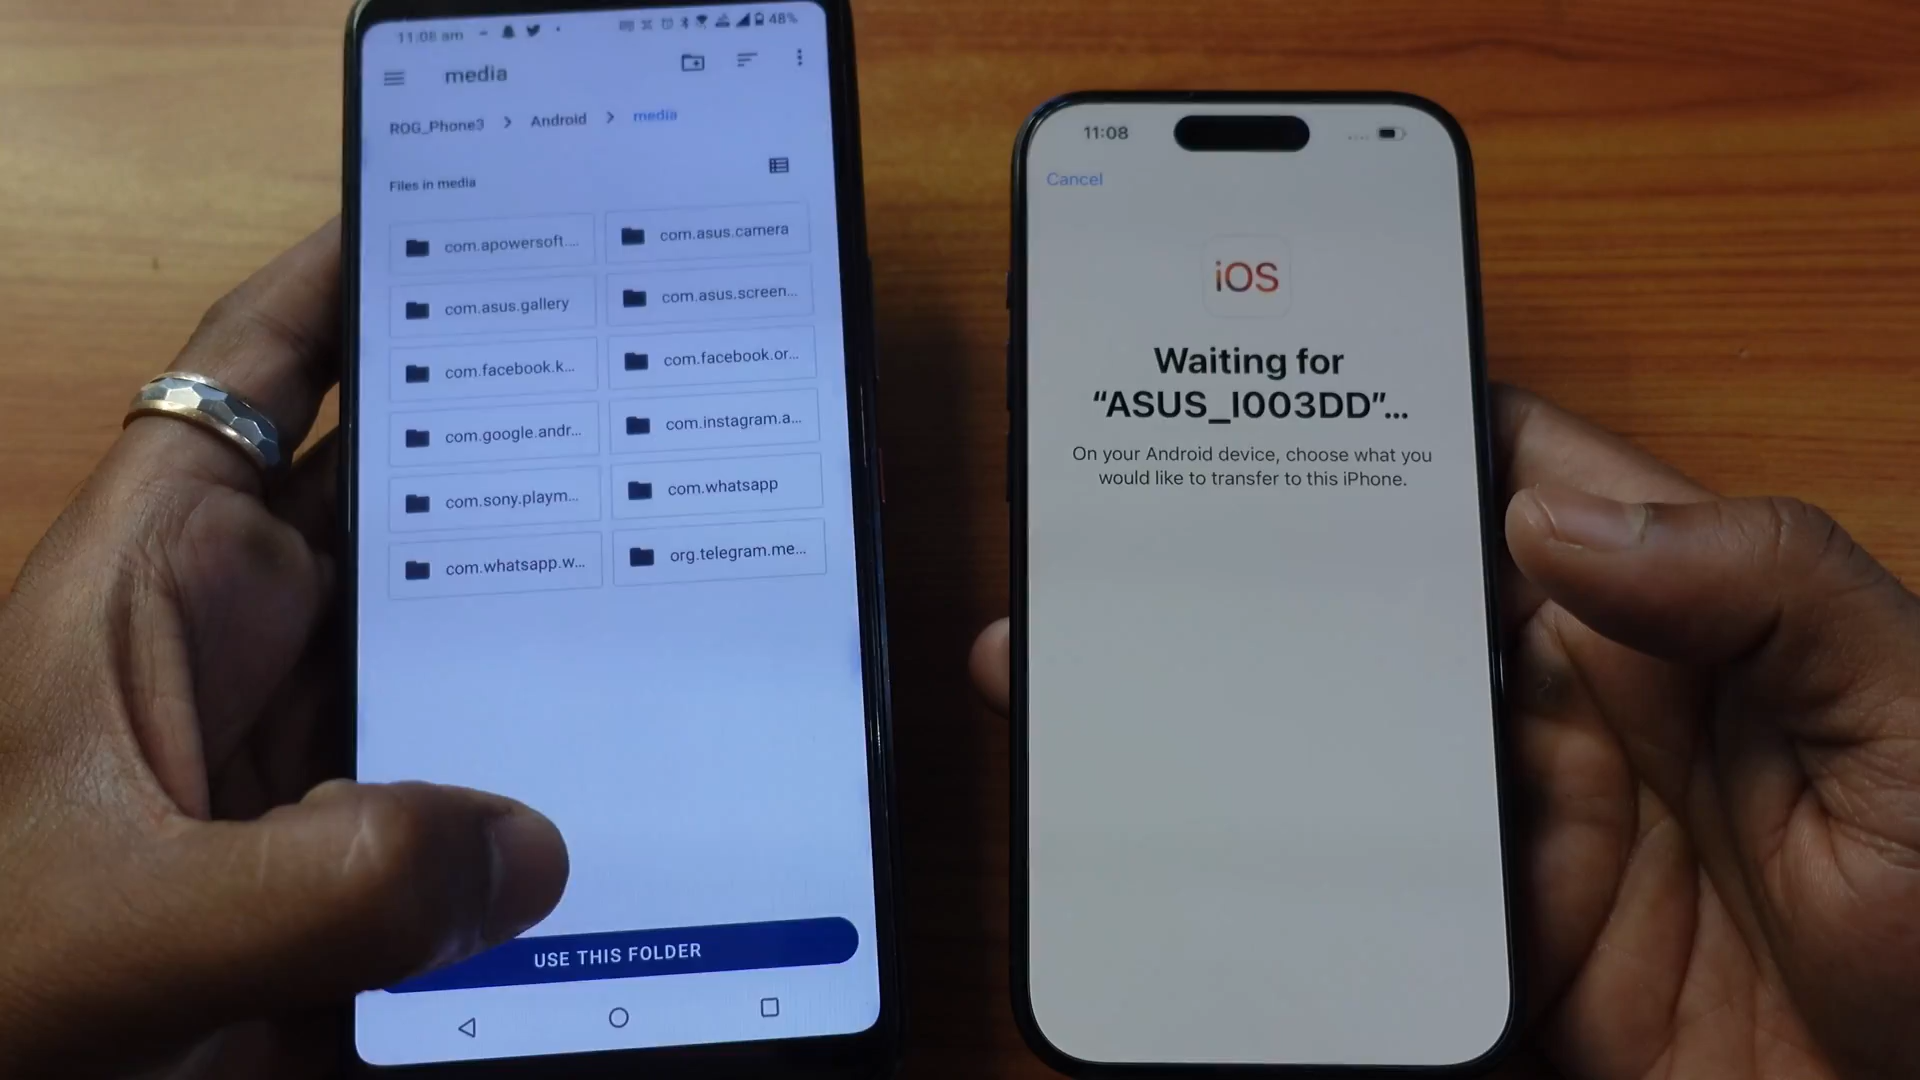 11:08 am
48%
media
ROG_Phone3 > Android > media
Files in media
com.apowersoft....
com.asus.camera
com.asus.gallery
com.asus.screen...
com.facebook.k...
com.facebook.or...
com.google.andr...
com.instagram.a...
com.sony.playm...
com.whatsapp
com.whatsapp.w...
org.telegram.me...
USE THIS FOLDER
11:08
Cancel
iOS
Waiting for
“ASUS_I003DD”...
On your Android device, choose what you
would like to transfer to this iPhone.